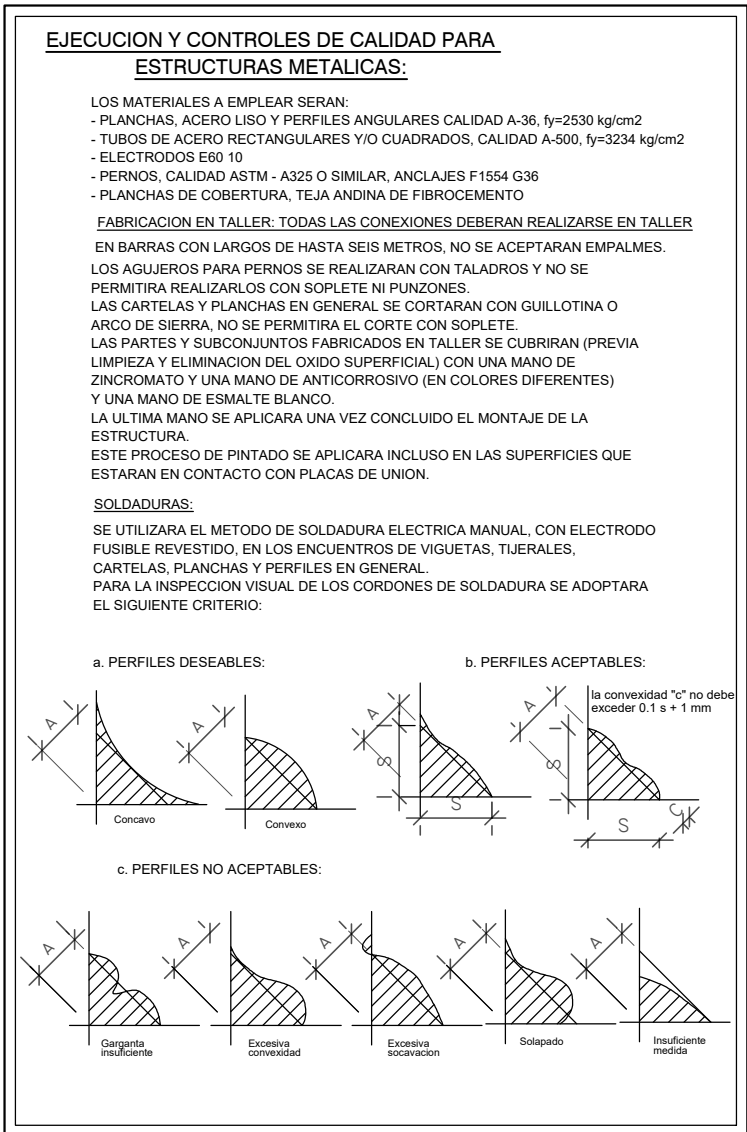 EJECUCION Y CONTROLES DE CALIDAD PARA
ESTRUCTURAS METALICAS:
LOS MATERIALES A EMPLEAR SERAN:
- PLANCHAS, ACERO LISO Y PERFILES ANGULARES CALIDAD A-36, fy=2530 kg/cm2
- TUBOS DE ACERO RECTANGULARES Y/O CUADRADOS, CALIDAD A-500, fy=3234 kg/cm2
- ELECTRODOS E60 10
- PERNOS, CALIDAD ASTM - A325 O SIMILAR, ANCLAJES F1554 G36
- PLANCHAS DE COBERTURA, TEJA ANDINA DE FIBROCEMENTO
FABRICACION EN TALLER: TODAS LAS CONEXIONES DEBERAN REALIZARSE EN TALLER
EN BARRAS CON LARGOS DE HASTA SEIS METROS, NO SE ACEPTARAN EMPALMES.
LOS AGUJEROS PARA PERNOS SE REALIZARAN CON TALADROS Y NO SE
PERMITIRA REALIZARLOS CON SOPLETE NI PUNZONES.
LAS CARTELAS Y PLANCHAS EN GENERAL SE CORTARAN CON GUILLOTINA O
ARCO DE SIERRA, NO SE PERMITIRA EL CORTE CON SOPLETE.
LAS PARTES Y SUBCONJUNTOS FABRICADOS EN TALLER SE CUBRIRAN (PREVIA
LIMPIEZA Y ELIMINACION DEL OXIDO SUPERFICIAL) CON UNA MANO DE
ZINCROMATO Y UNA MANO DE ANTICORROSIVO (EN COLORES DIFERENTES)
Y UNA MANO DE ESMALTE BLANCO.
LA ULTIMA MANO SE APLICARA UNA VEZ CONCLUIDO EL MONTAJE DE LA
ESTRUCTURA.
ESTE PROCESO DE PINTADO SE APLICARA INCLUSO EN LAS SUPERFICIES QUE
ESTARAN EN CONTACTO CON PLACAS DE UNION.
SOLDADURAS:
SE UTILIZARA EL METODO DE SOLDADURA ELECTRICA MANUAL, CON ELECTRODO
FUSIBLE REVESTIDO, EN LOS ENCUENTROS DE VIGUETAS, TIJERALES,
CARTELAS, PLANCHAS Y PERFILES EN GENERAL.
PARA LA INSPECCION VISUAL DE LOS CORDONES DE SOLDADURA SE ADOPTARA
EL SIGUIENTE CRITERIO:
a. PERFILES DESEABLES:
A
Concavo
A
Convexo
b. PERFILES ACEPTABLES:
A
S
S
la convexidad "c" no debe
exceder 0.1 s + 1 mm
A
S
S
C
c. PERFILES NO ACEPTABLES:
A
Garganta
insuficiente
A
Excesiva
convexidad
A
Excesiva
socavacion
A
Solapado
A
Insuficiente
medida